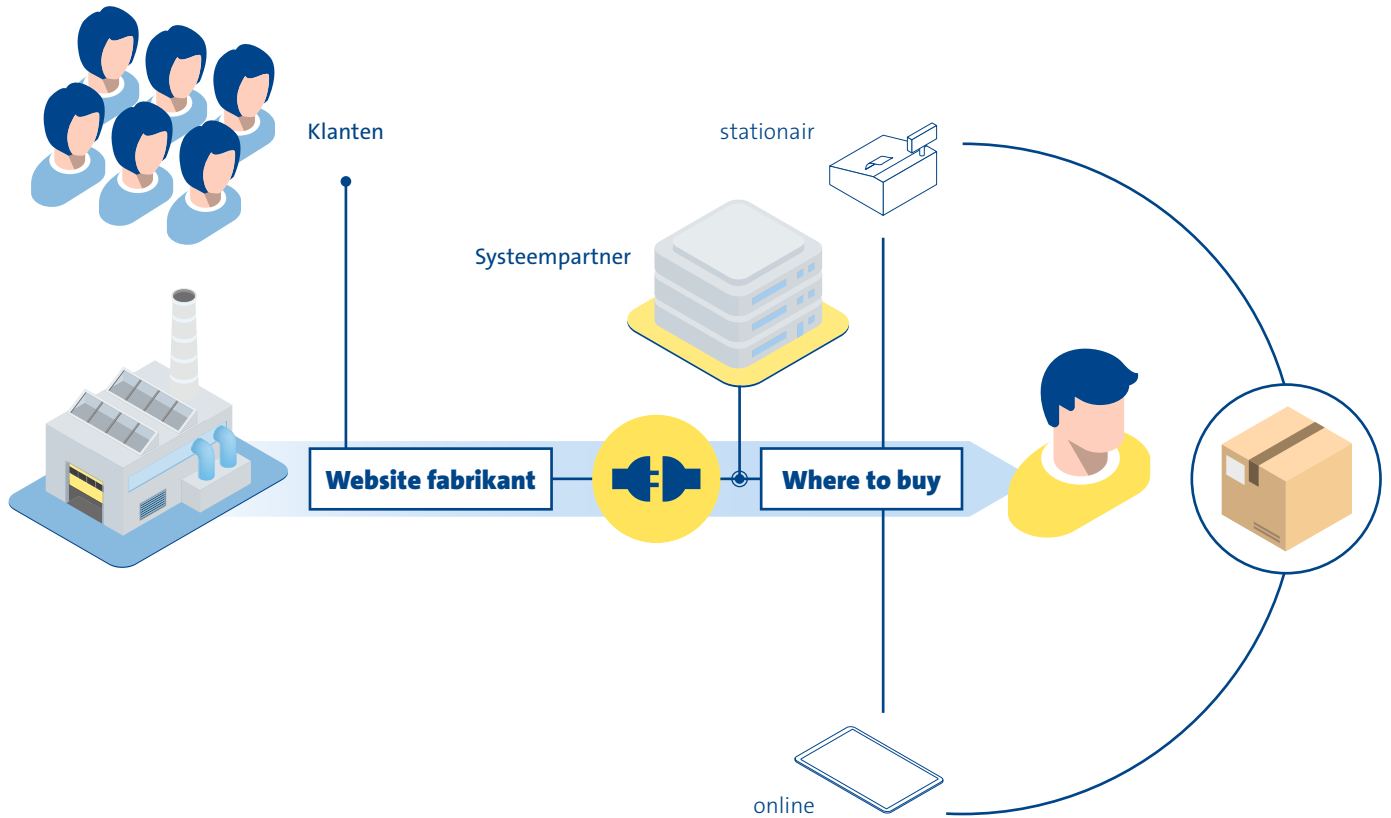 Klanten
stationair
Systeempartner
Website fabrikant
Where to buy
online